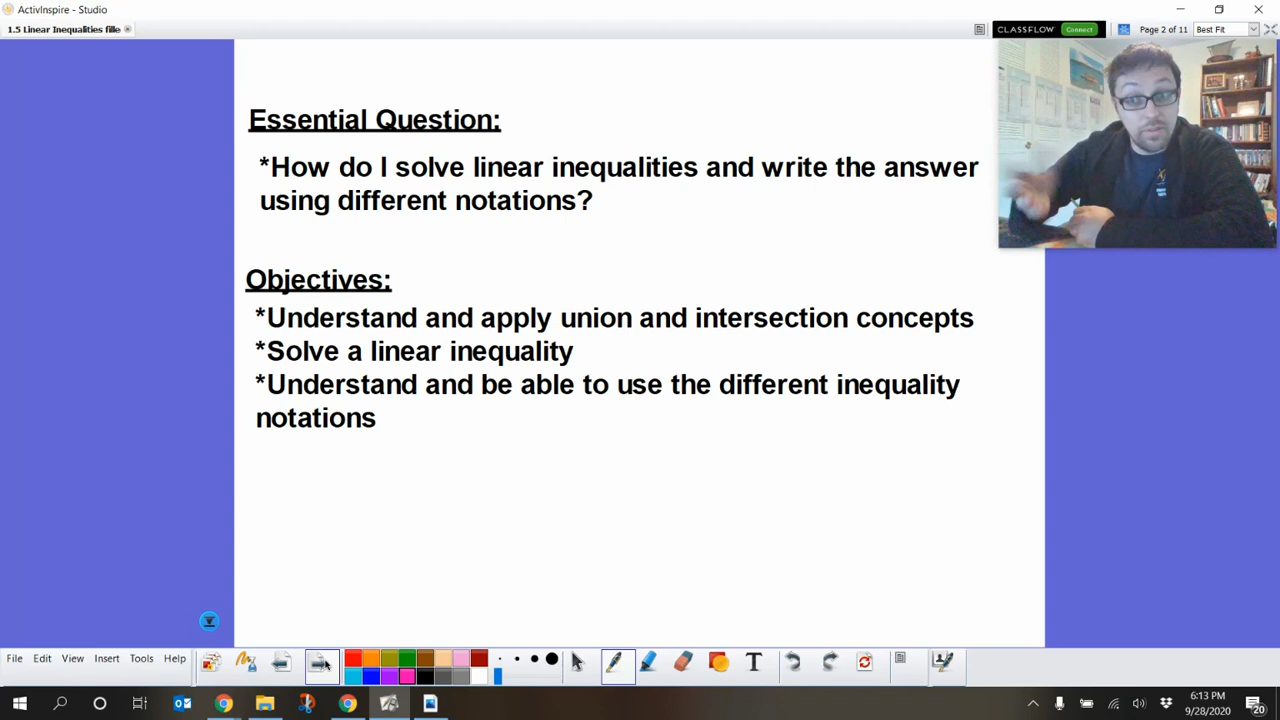 ActivInspire - Studio
1.5 Linear Inequalities fille
CLASSFLOW Connect
Page 2 of 11
Best Fit
Essential Question:
*How do I solve linear inequalities and write the answer
using different notations?
Objectives:
*Understand and apply union and intersection concepts
*Solve a linear inequality
*Understand and be able to use the different inequality
notations
File Edit View Insert Tools Help
T
6:13 PM
9/28/2020
20